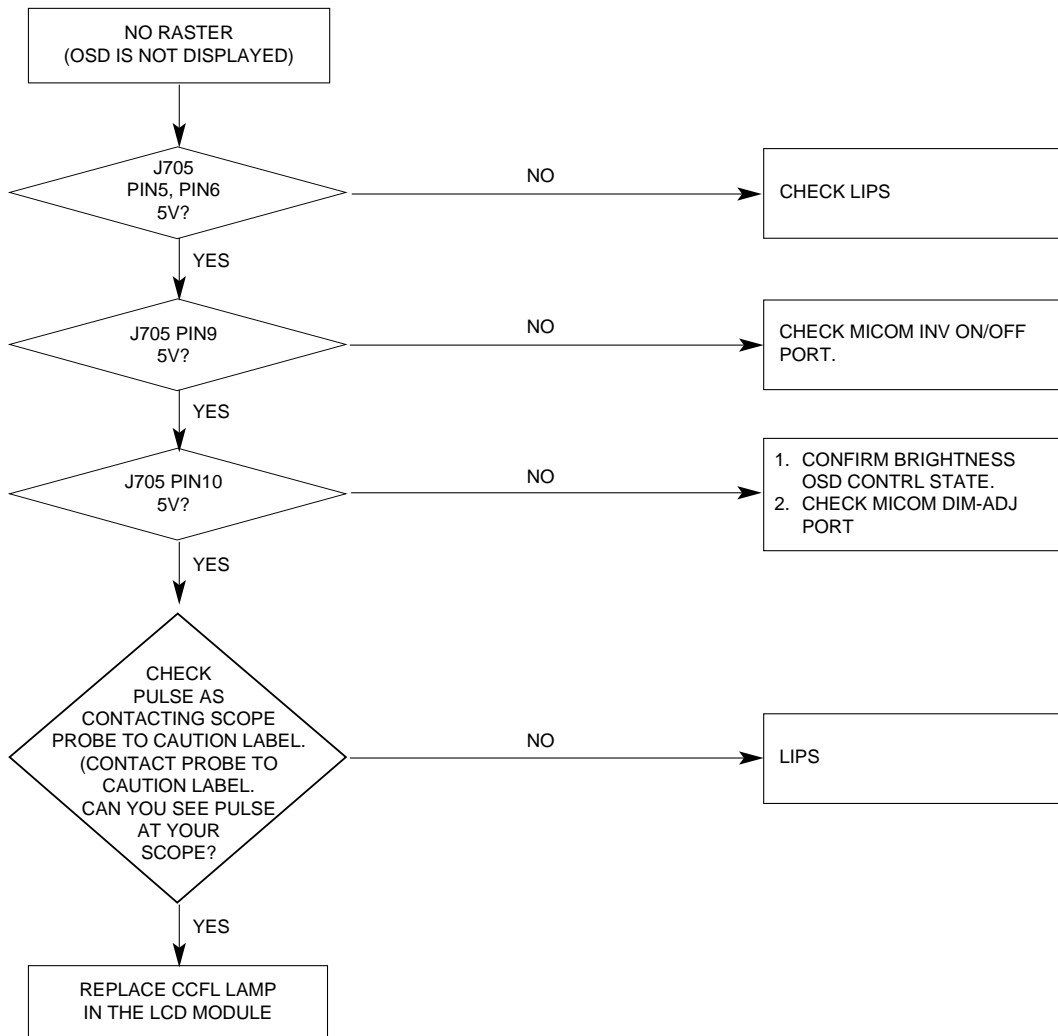 NO RASTER
(OSD IS NOT DISPLAYED)
J705
PIN5, PIN6
5V?
NO
CHECK LIPS
YES
J705 PIN9
5V?
NO
CHECK MICOM INV ON/OFF
PORT.
YES
J705 PIN10
5V?
NO
1. CONFIRM BRIGHTNESS
OSD CONTRL STATE.
2. CHECK MICOM DIM-ADJ
PORT
YES
CHECK
PULSE AS
CONTACTING SCOPE
PROBE TO CAUTION LABEL.
(CONTACT PROBE TO
CAUTION LABEL.
CAN YOU SEE PULSE
AT YOUR
SCOPE?
NO
LIPS
YES
REPLACE CCFL LAMP
IN THE LCD MODULE